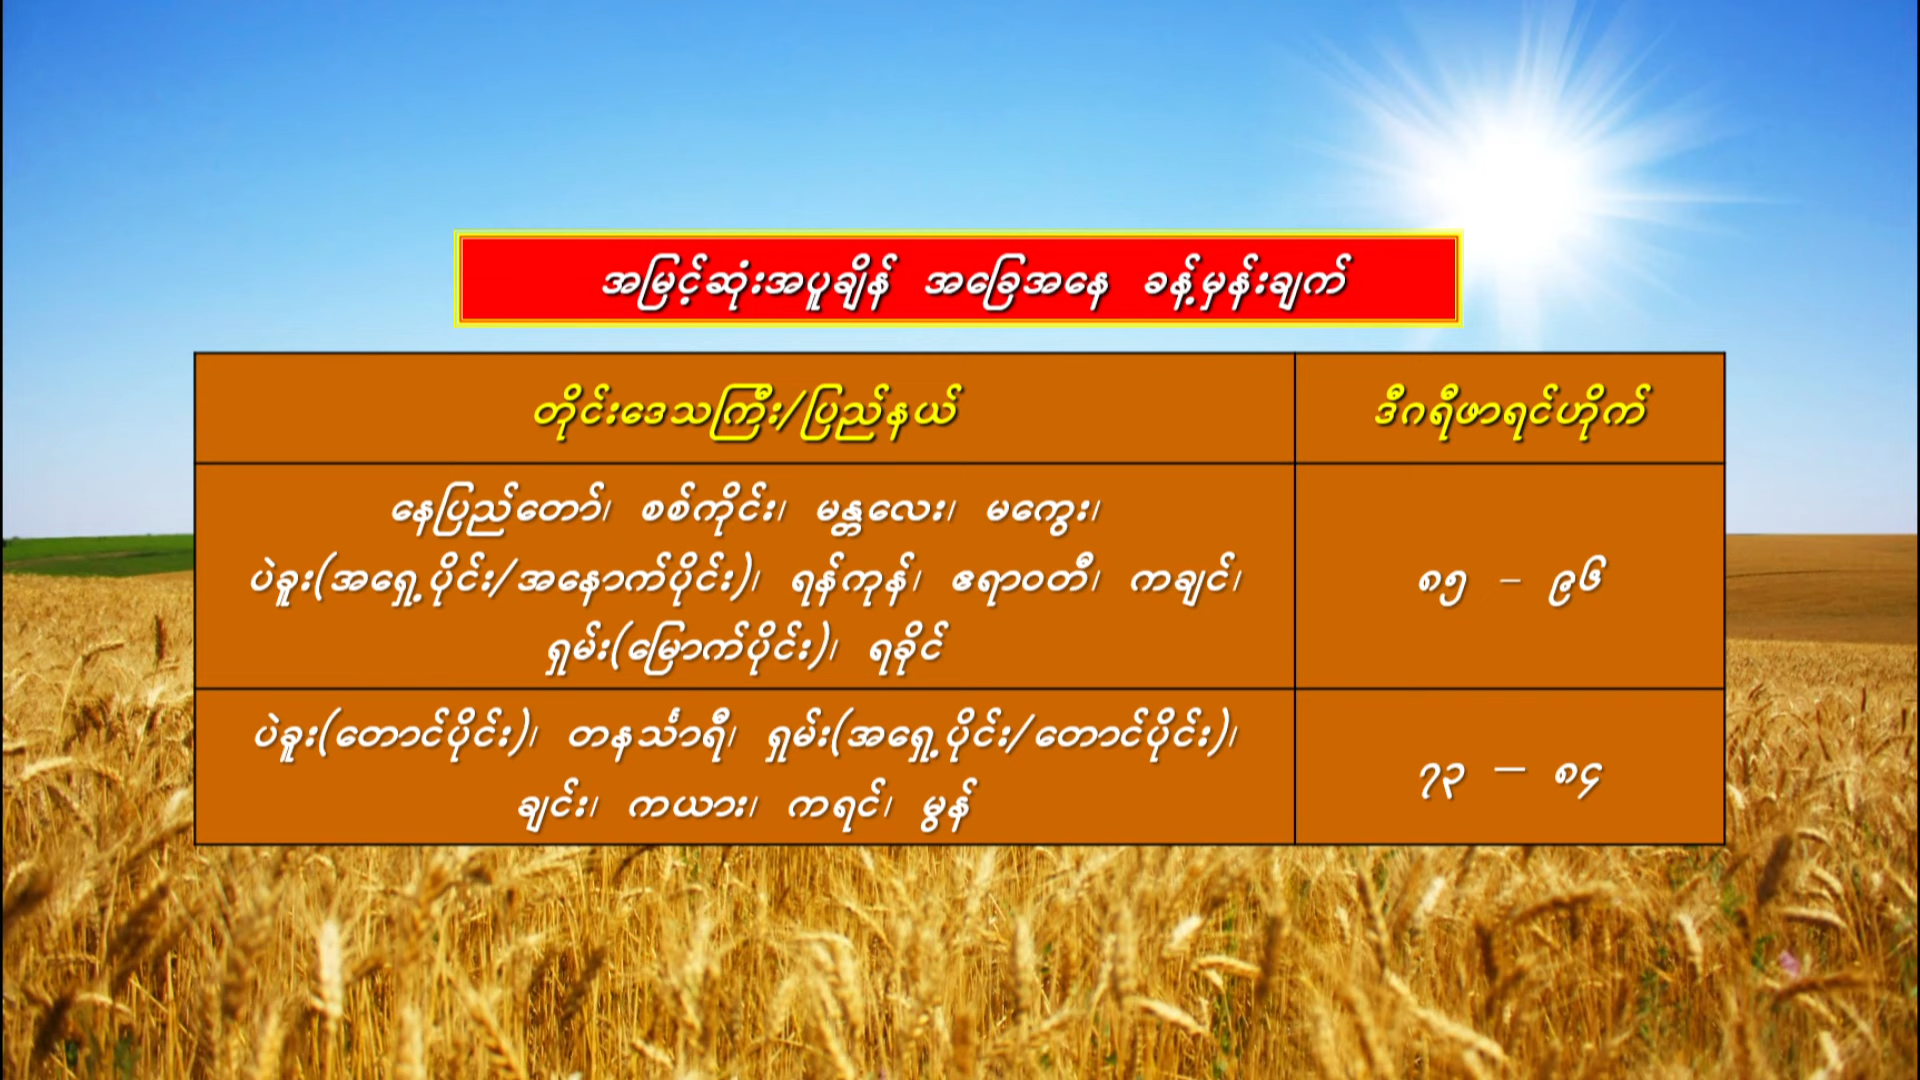 အမြင့်ဆုံးအပူချိန် အခြေအနေ ခန့်မှန်းချက်
တိုင်းဒေသကြီး/ပြည်နယ်
ဒီဂရီဖာရင်ဟိုက်
နေပြည်တော်၊ စစ်ကိုင်း၊ မန္တလေး၊ မကွေး၊
ပဲခူး(အရှေ့ပိုင်း/အနောက်ပိုင်း)၊ ရန်ကုန်၊ ဧရာဝတီ၊ ကချင်၊
ရှမ်း(မြောက်ပိုင်း)၊ ရခိုင်
၈၅ – ၉၆
ပဲခူး(တောင်ပိုင်း)၊ တနင်္သာရီ၊ ရှမ်း(အရှေ့ပိုင်း/တောင်ပိုင်း)၊
ချင်း၊ ကယား၊ ကရင်၊ မွန်
၇၃ – ၈၄